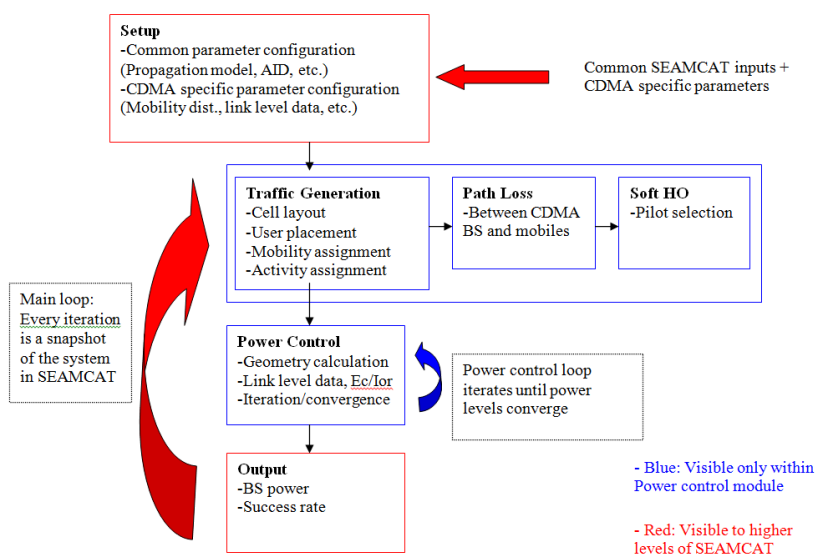 Setup
-Common parameter configuration
(Propagation model, AID, etc.)
-CDMA specific parameter configuration
(Mobility dist., link level data, etc.)
Common SEAMCAT inputs +
CDMA specific parameters
Traffic Generation
-Cell layout
-User placement
-Mobility assignment
-Activity assignment
Path Loss
-Between CDMA
BS and mobiles
Soft HO
-Pilot selection
Main loop:
Every iteration
is a snapshot
of the system
in SEAMCAT
Power Control
-Geometry calculation
-Link level data, Ec/Ior
-Iteration/convergence
Power control loop
iterates until power
levels converge
Output
-BS power
-Success rate
- Blue: Visible only within
Power control module
- Red: Visible to higher
levels of SEAMCAT